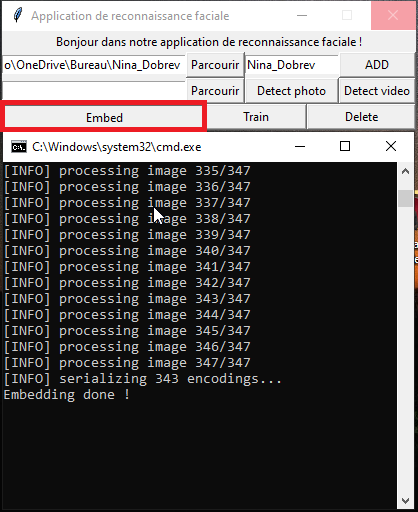 Application de reconnaissance faciale
Bonjour dans notre application de reconnaissance faciale !
o\OneDrive\Bureau\Nina_Dobrev Parcourir Nina_Dobrev ADD
Parcourir Detect photo Detect video
Embed Train Delete
C:\Windows\system32\cmd.exe
[INFO] processing image 335/347
[INFO] processing image 336/347
[INFO] processing image 337/347
[INFO] processing image 338/347
[INFO] processing image 339/347
[INFO] processing image 340/347
[INFO] processing image 341/347
[INFO] processing image 342/347
[INFO] processing image 343/347
[INFO] processing image 344/347
[INFO] processing image 345/347
[INFO] processing image 346/347
[INFO] processing image 347/347
[INFO] serializing 343 encodings...
Embedding done !